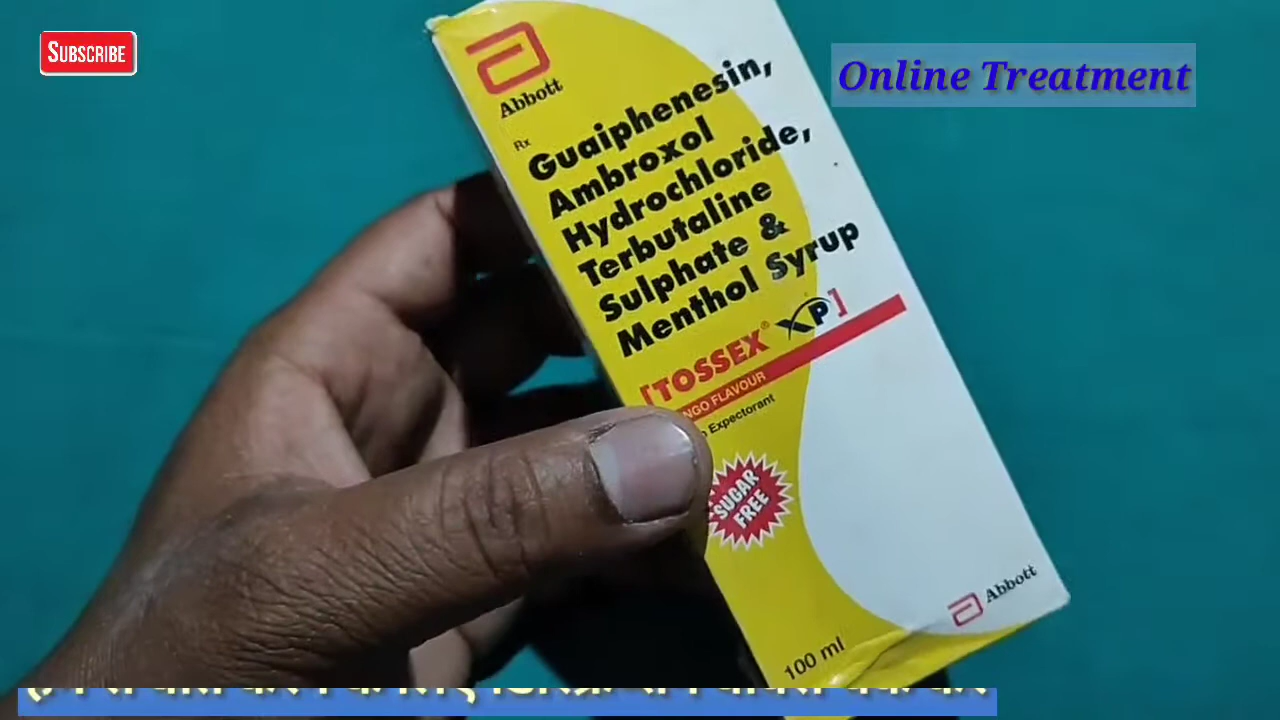 SUBSCRIBE
Online Treatment
Abbott
Rx
Guaiphenesin,
Ambroxol
Hydrochloride,
Terbutaline
Sulphate &
Menthol Syrup
[TOSSEX® XP]
FLAVOUR
Expectorant
SUGAR
FREE
Abbott
100 ml